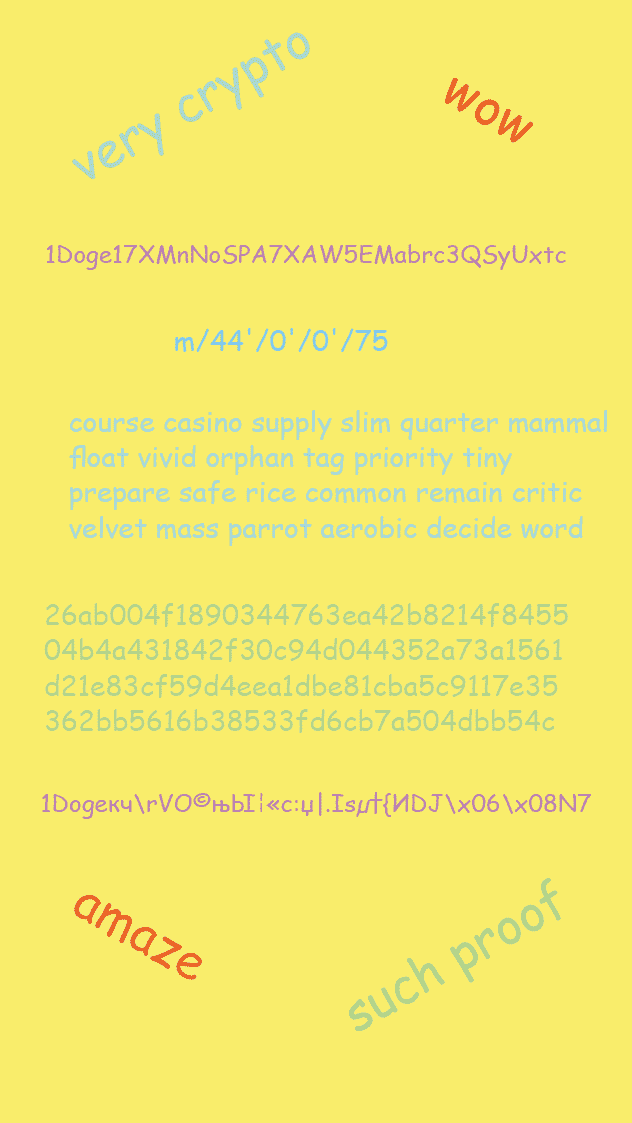 very crypto
wow
1Doge17XMnNoSPA7XAW5EMabrc3QSyUxtc
m/44'/0'/0'/75
course casino supply slim quarter mammal
float vivid orphan tag priority tiny
prepare safe rice common remain critic
velvet mass parrot aerobic decide word
26ab004f1890344763ea42b8214f8455
04b4a431842f30c94d044352a73a1561
d21e83cf59d4eea1dbe81cba5c9117e35
362bb5616b38533fd6cb7a504dbb54c
1Dogeкч\rVO©њbI¦«c:џ|.Isµ†{ИDJ\x06\x08N7
amaze
such proof